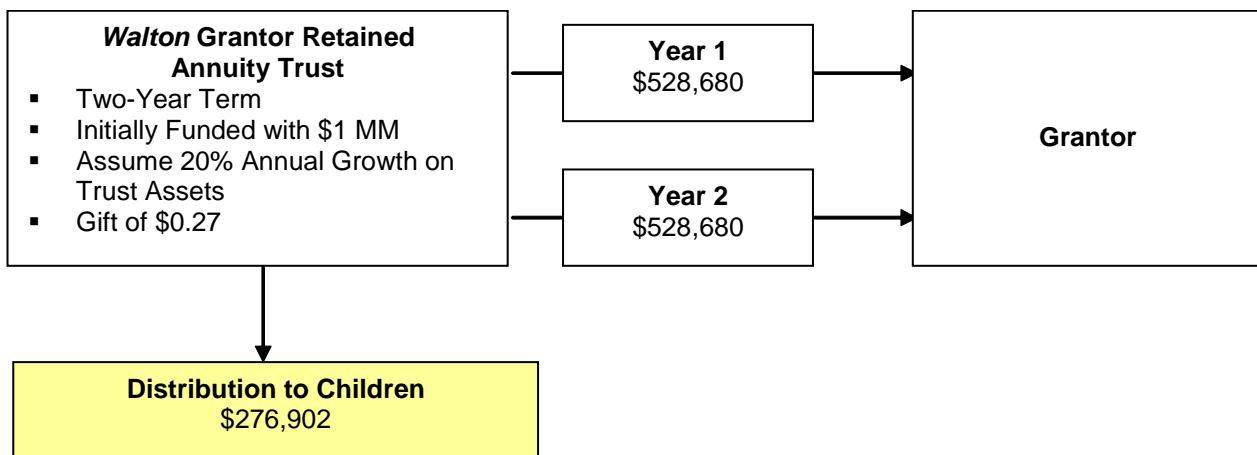 Walton Grantor Retained
Annuity Trust
▪ Two-Year Term
▪ Initially Funded with $1 MM
▪ Assume 20% Annual Growth on
Trust Assets
▪ Gift of $0.27
Year 1
$528,680
Year 2
$528,680
Grantor
Distribution to Children
$276,902